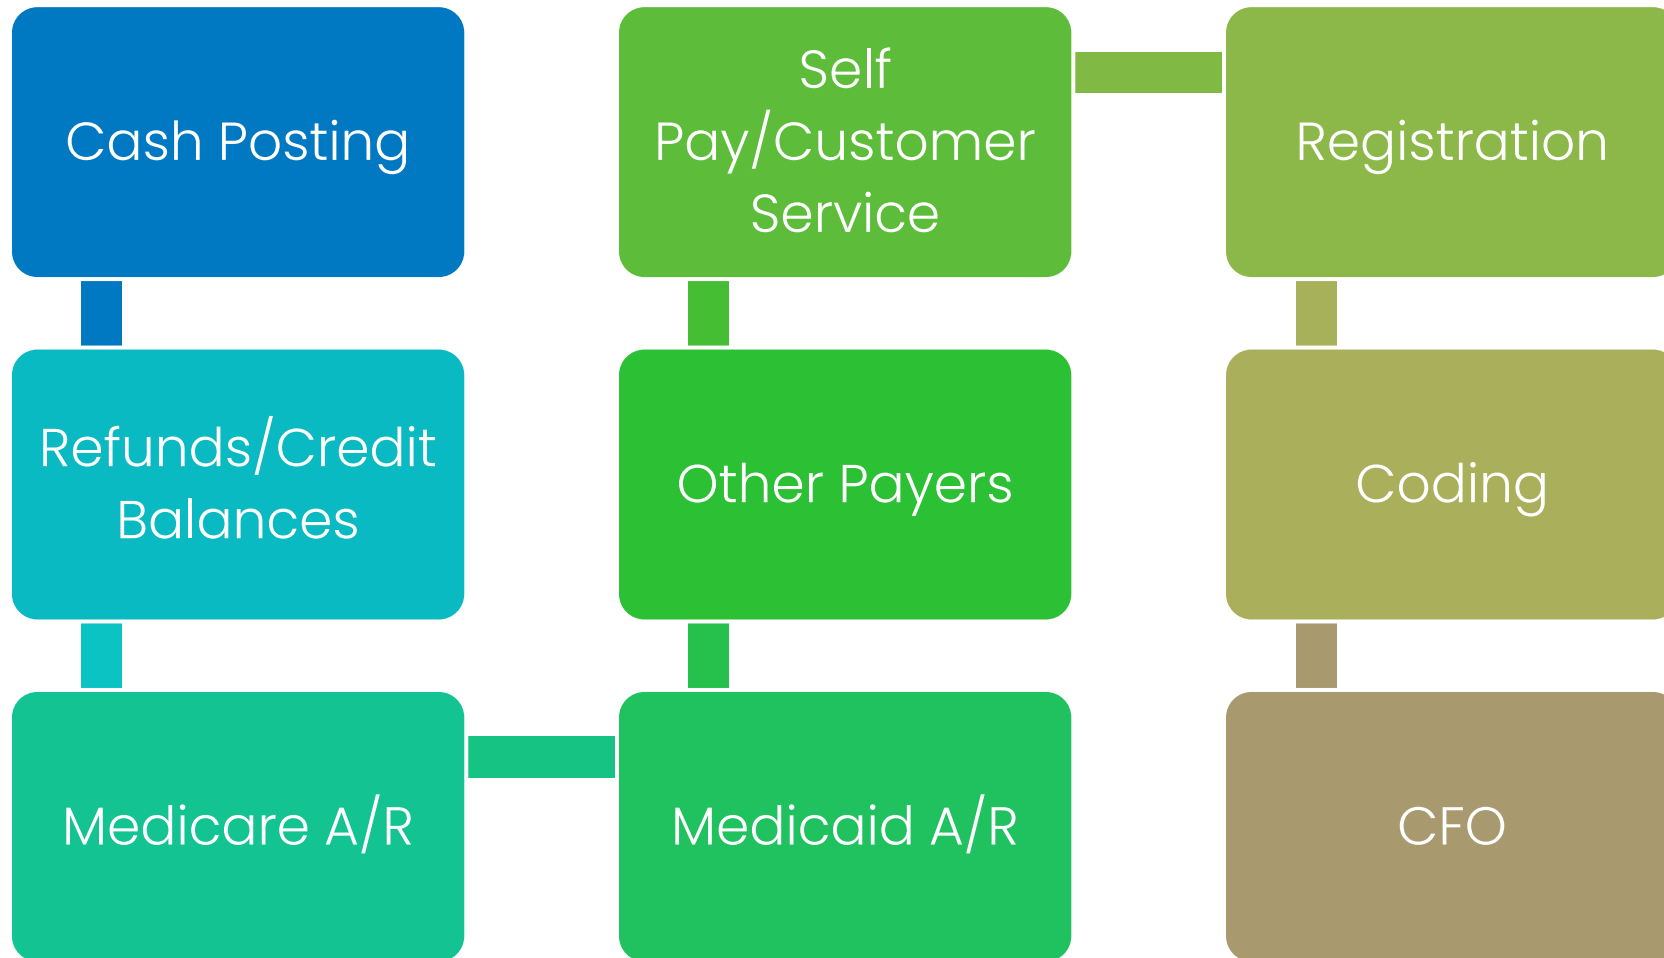 Cash Posting
Refunds/Credit
Balances
Medicare A/R
Medicaid A/R
Other Payers
Self
Pay/Customer
Service
Registration
Coding
CFO